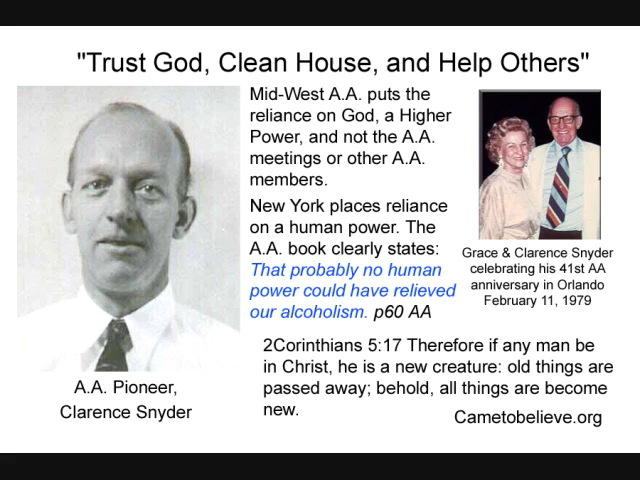 "Trust God, Clean House, and Help Others"
Mid-West A.A. puts the
reliance on God, a Higher
Power, and not the A.A.
meetings or other A.A.
members.
New York places reliance
on a human power. The
A.A. book clearly states:
That probably no human
power could have relieved
our alcoholism. p60 AA
Grace & Clarence Snyder
celebrating his 41st AA
anniversary in Orlando
February 11, 1979
2Corinthians 5:17 Therefore if any man be
in Christ, he is a new creature: old things are
passed away; behold, all things are become
new.
A.A. Pioneer,
Clarence Snyder
Cametobelieve.org